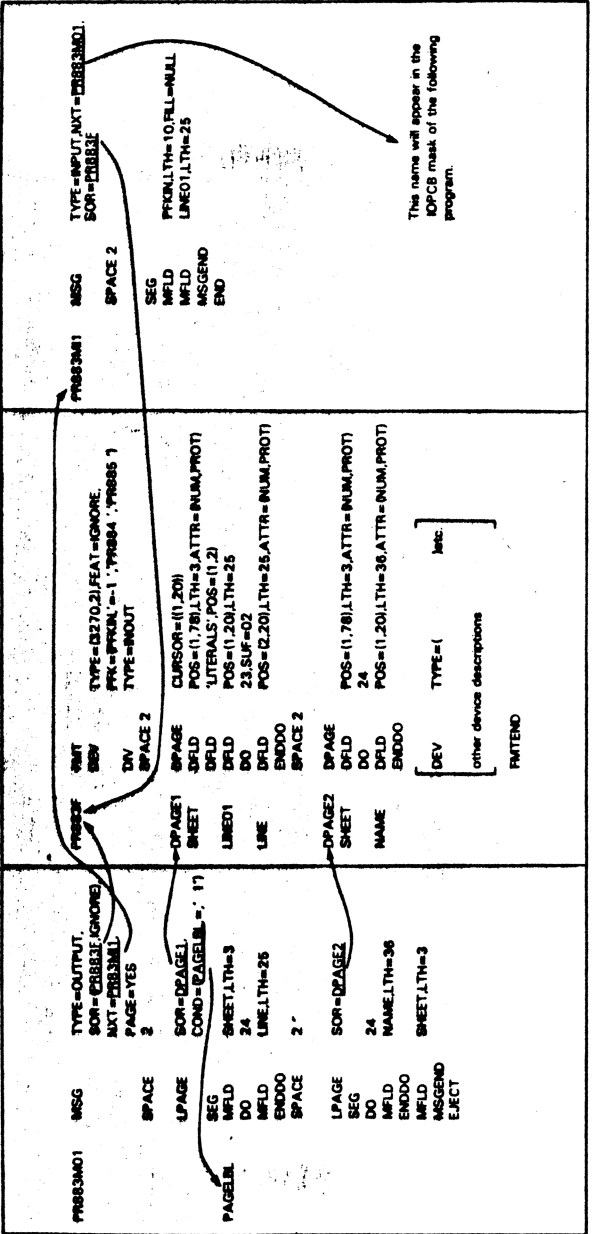 PR883MO1 MSG TYPE=OUTPUT,
SOR=(PR883F,IGNORE),
NXT=PR83MI1,
PAGE=YES
SPACE 2
LPAGE SOR=DPAGE1,
COND=(PAGELBL=,' 1')
PAGELBL SEG
MFLD SHEET,LTH=3
DO 24
MFLD LINE,LTH=25
ENDDO
SPACE 2
LPAGE SOR=DPAGE2
SEG
DO 24
MFLD NAME,LTH=36
ENDDO
MFLD SHEET,LTH=3
MSGEND
EJECT
PR883F FMT
DEV TYPE=(3270,2),FEAT=IGNORE,
PFK=(PFKIN,'=-1 ','PR884 ','PR885 ')
DIV TYPE=INOUT
SPACE 2
DPAGE1 DPAGE CURSOR=((1,20))
SHEET DFLD POS=(1,78),LTH=3,ATTR=(NUM,PROT)
DFLD 'LITERALS',POS=(1,2)
LINE01 DFLD POS=(1,20),LTH=25
DO 23,SUF=02
LINE DFLD POS=(2,20),LTH=25,ATTR=(NUM,PROT)
ENDDO
SPACE 2
DPAGE2 DPAGE
SHEET DFLD POS=(1,78),LTH=3,ATTR=(NUM,PROT)
DO 24
NAME DFLD POS=(1,20),LTH=36,ATTR=(NUM,PROT)
ENDDO
DEV TYPE=( )etc.
other device descriptions
FMTEND
PR883MI1 MSG TYPE=INPUT,NXT=PR883MO1,
SOR=PR883F
SPACE 2
SEG
MFLD PFKIN,LTH=10,FILL=NULL
MFLD LINE01,LTH=25
MSGEND
END
This name will appear in the
IOPCB mask of the following
program.